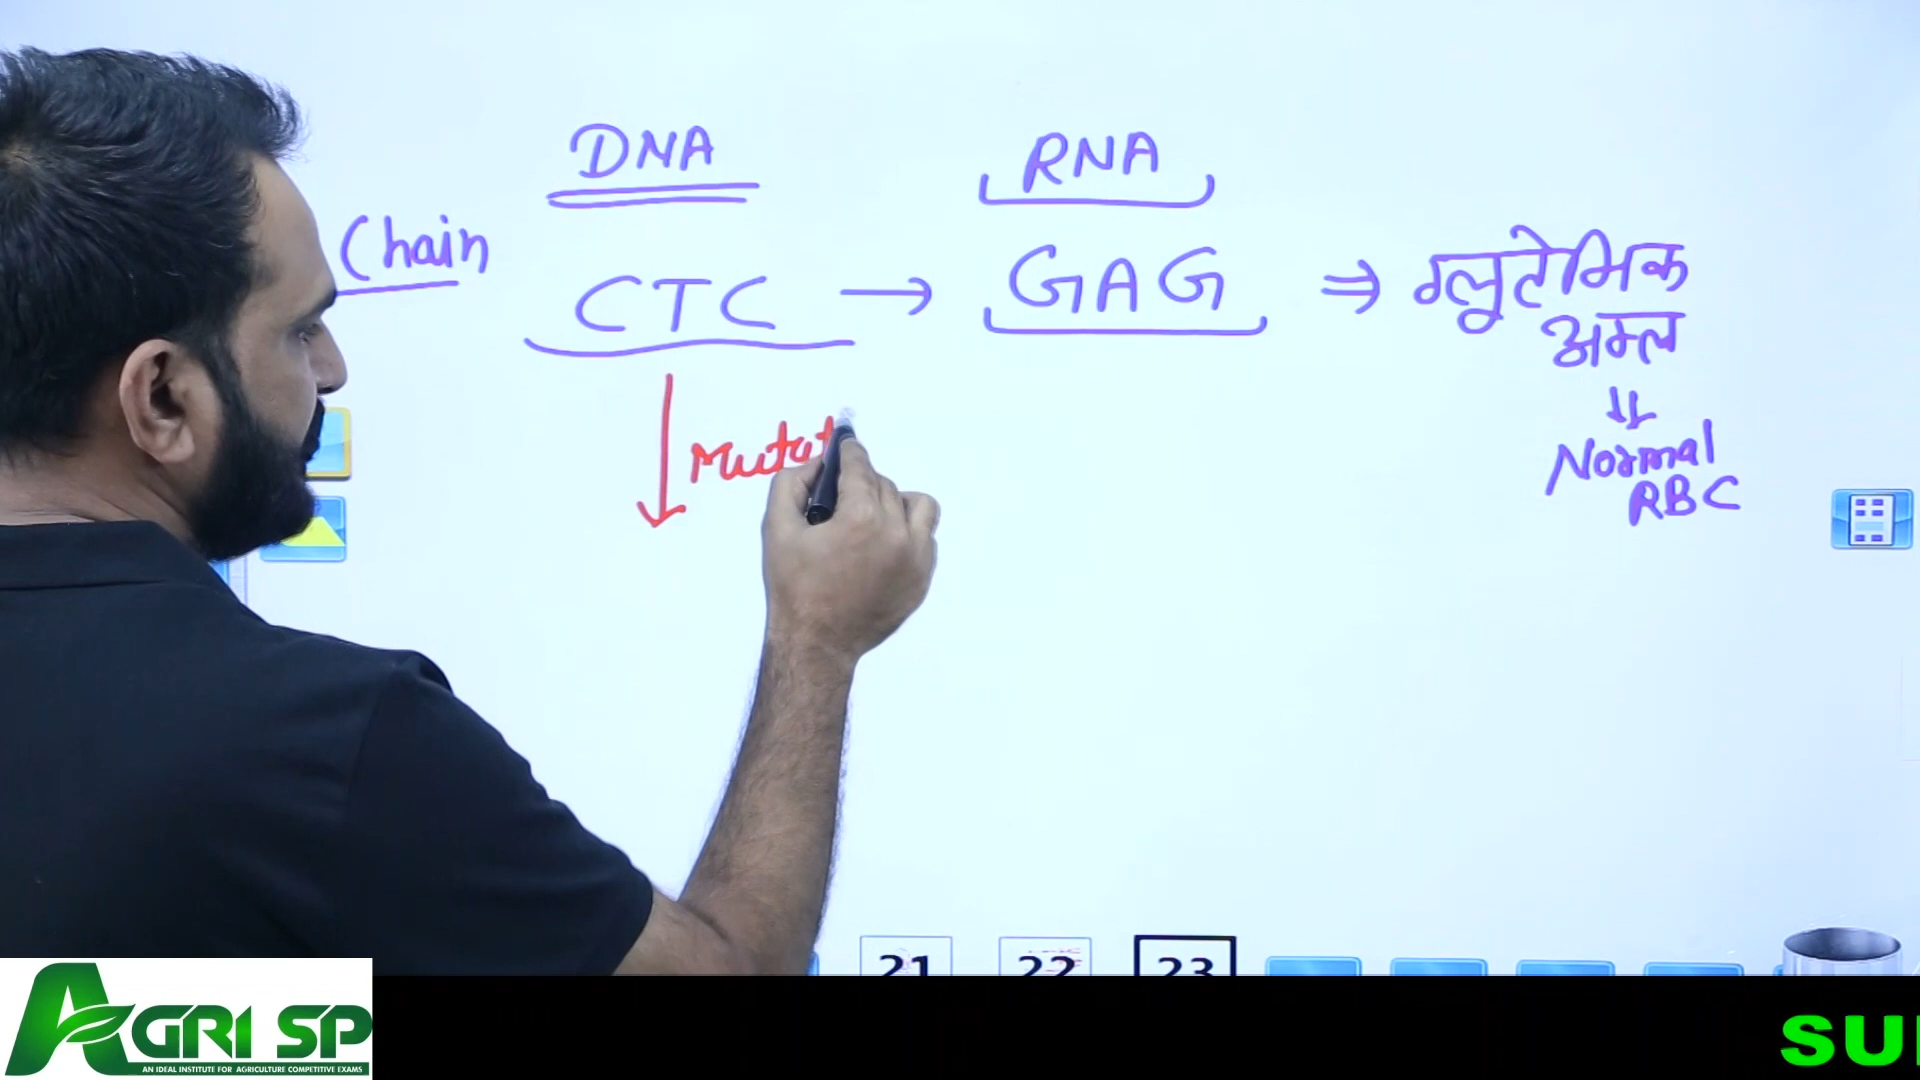 DNA
RNA
Chain
CTC → GAG ⇒ ग्लूटेमिक
अम्ल
Normal
RBC
21
22
23
AGRI SP
AN IDEAL INSTITUTE FOR AGRICULTURE COMPETITIVE EXAMS